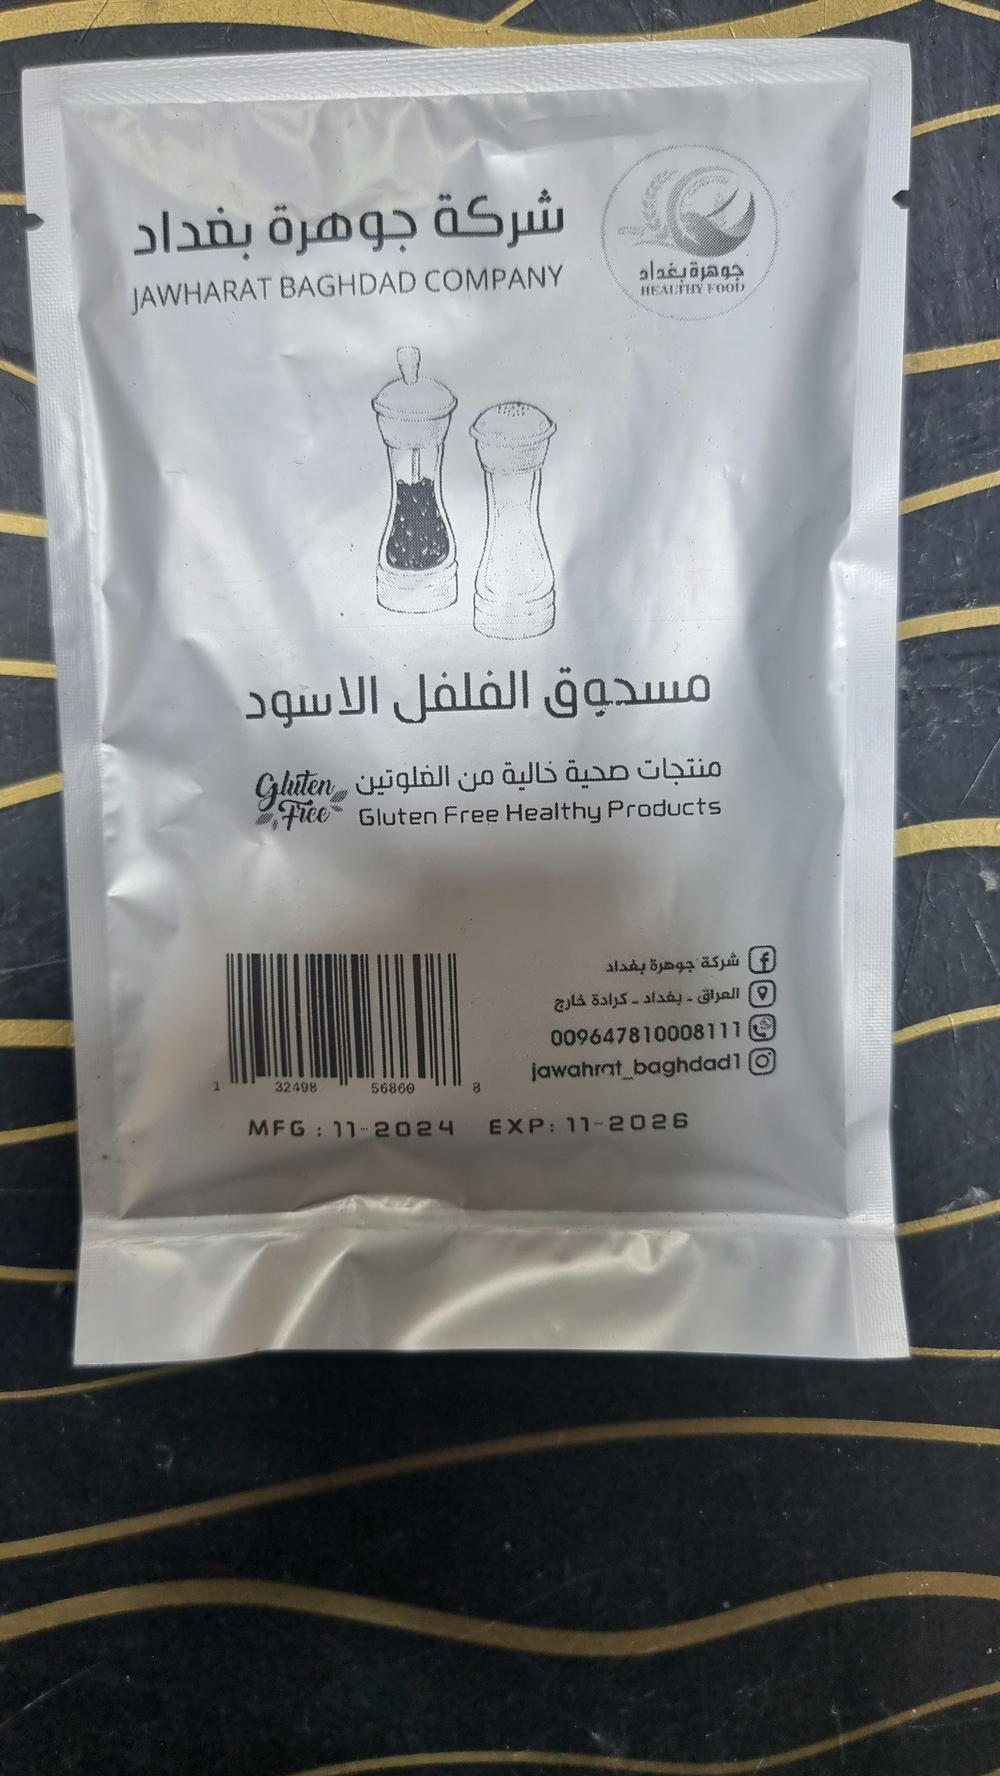 شركة جوهرة بغداد
JAWHARAT BAGHDAD COMPANY
جوهرة بغداد
HEALTHY FOOD
مسحوق الفلفل الاسود
منتجات صحية خالية من الغلوتين
Gluten Free Healthy Products
Gluten
Free
شركة جوهرة بغداد
العراق - بغداد - كرادة خارج
009647810008111
jawahrat_baghdad1
1 32498 56860 8
MFG : 11-2024 EXP: 11-2026